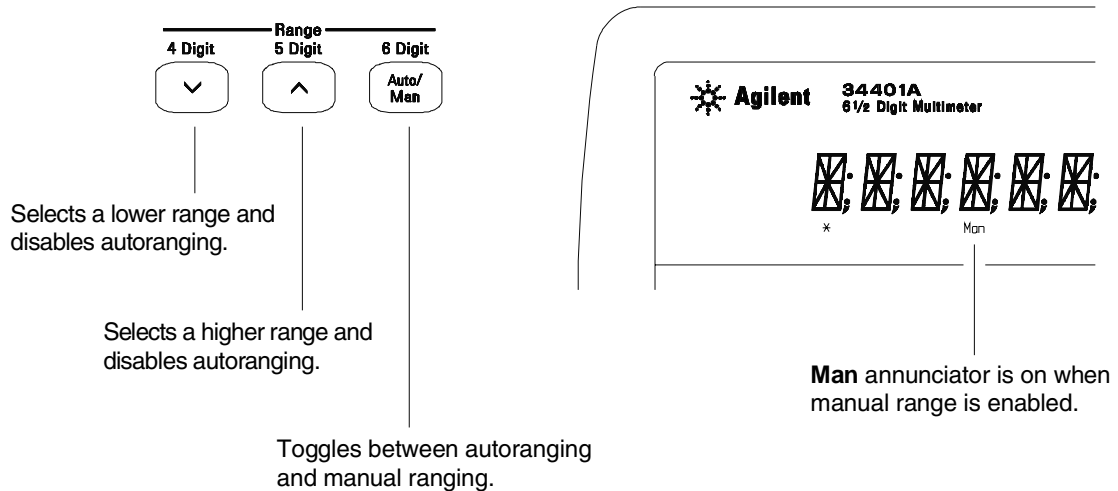 Range
4 Digit 5 Digit 6 Digit
Auto/
Man
Selects a lower range and
disables autoranging.
Selects a higher range and
disables autoranging.
Toggles between autoranging
and manual ranging.
Agilent
34401A
6½ Digit Multimeter
* Man
Man annunciator is on when
manual range is enabled.